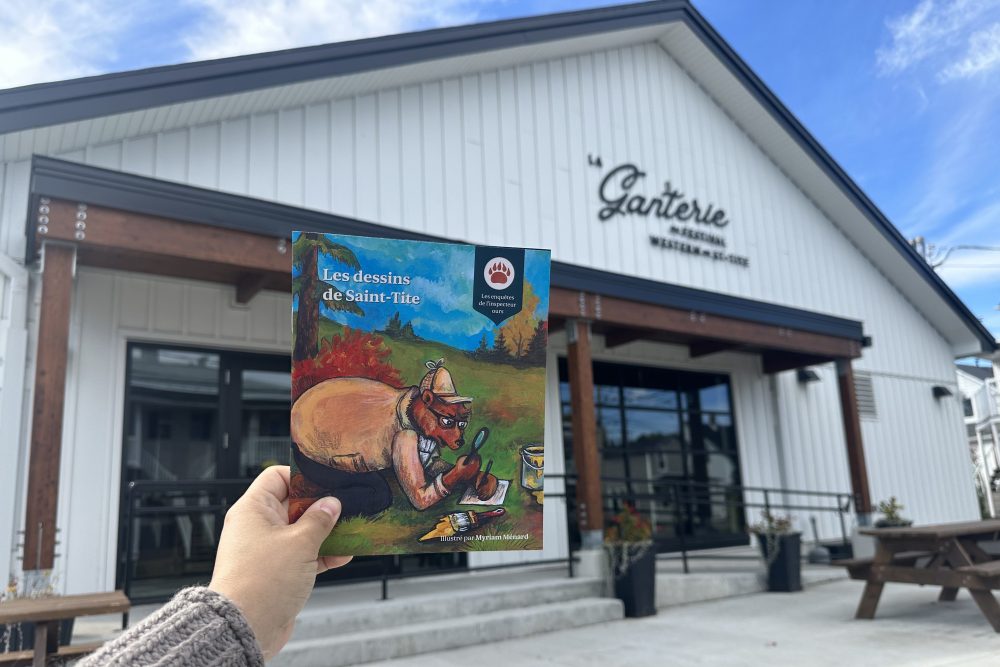 LA
Ganterie
du FESTIVAL
WESTERN DE ST-TITE
Les dessins
de Saint-Tite
Les enquêtes
de l'inspecteur
ours
Illustré par Myriam Ménard